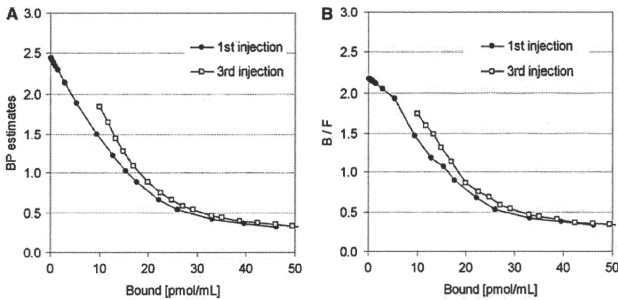 A
BP estimates
3.0
2.5
2.0
1.5
1.0
0.5
0.0
1st injection
3rd injection
0 10 20 30 40 50
Bound [pmol/mL]
B
B / F
3.0
2.5
2.0
1.5
1.0
0.5
0.0
1st injection
3rd injection
0 10 20 30 40 50
Bound [pmol/mL]